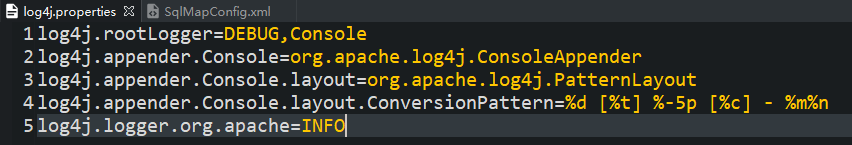 log4j.properties SqlMapConfig.xml
1 log4j.rootLogger=DEBUG,Console
2 log4j.appender.Console=org.apache.log4j.ConsoleAppender
3 log4j.appender.Console.layout=org.apache.log4j.PatternLayout
4 log4j.appender.Console.layout.ConversionPattern=%d [%t] %-5p [%c] - %m%n
5 log4j.logger.org.apache=INFO